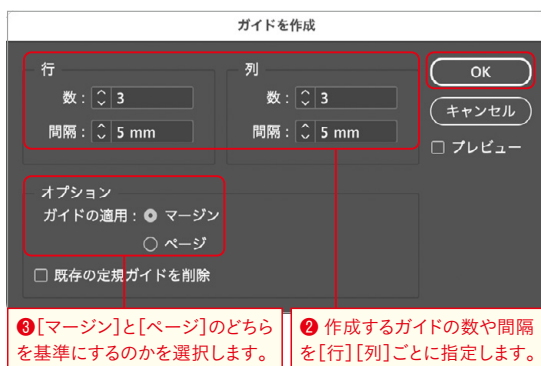 ガイドを作成
行
数：3
間隔：5 mm
列
数：3
間隔：5 mm
OK
キャンセル
プレビュー
オプション
ガイドの適用：マージン
ページ
既存の定規ガイドを削除
❸[マージン]と[ページ]のどちら
を基準にするのかを選択します。
❷ 作成するガイドの数や間隔
を[行][列]ごとに指定します。